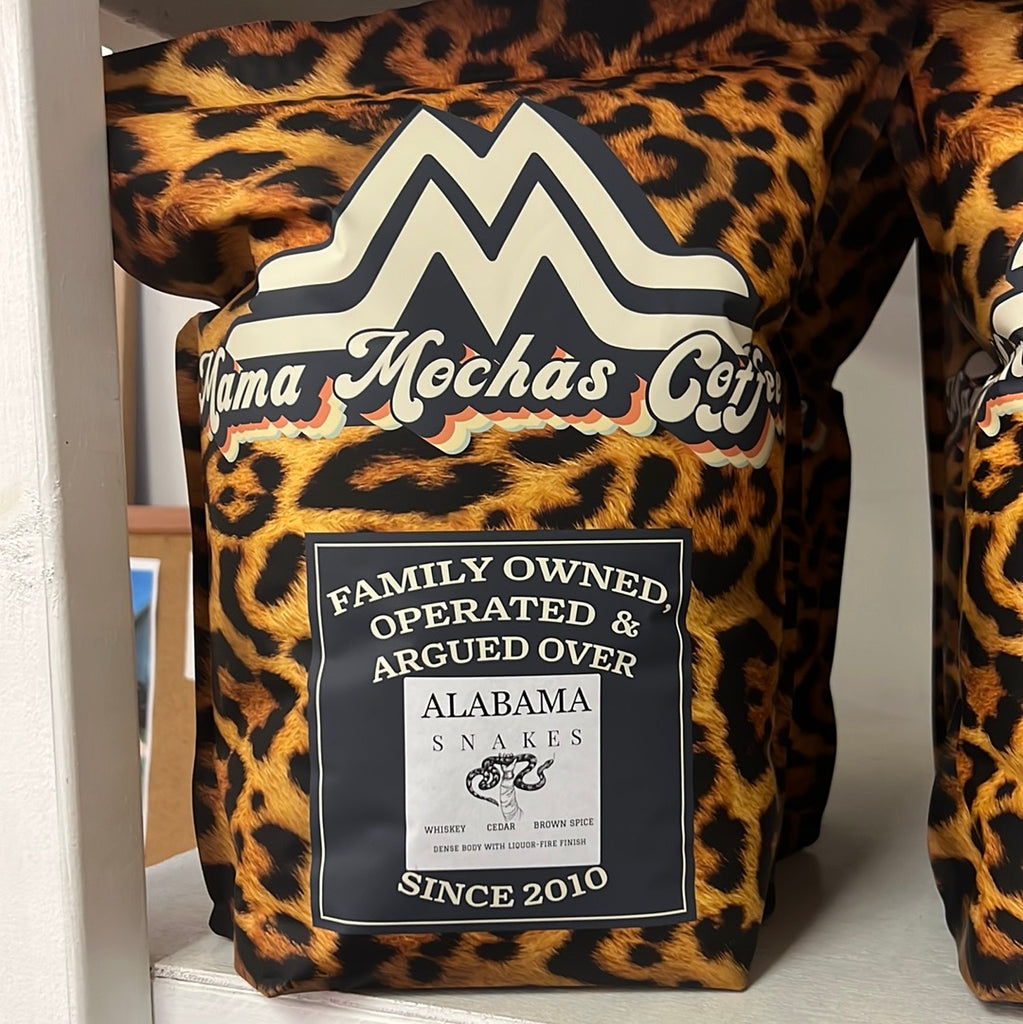 Mama Mocha's Coffee
FAMILY OWNED,
OPERATED &
ARGUED OVER
ALABAMA
SNAKES
WHISKEY CEDAR BROWN SPICE
DENSE BODY WITH LIQUOR-FIRE FINISH
SINCE 2010